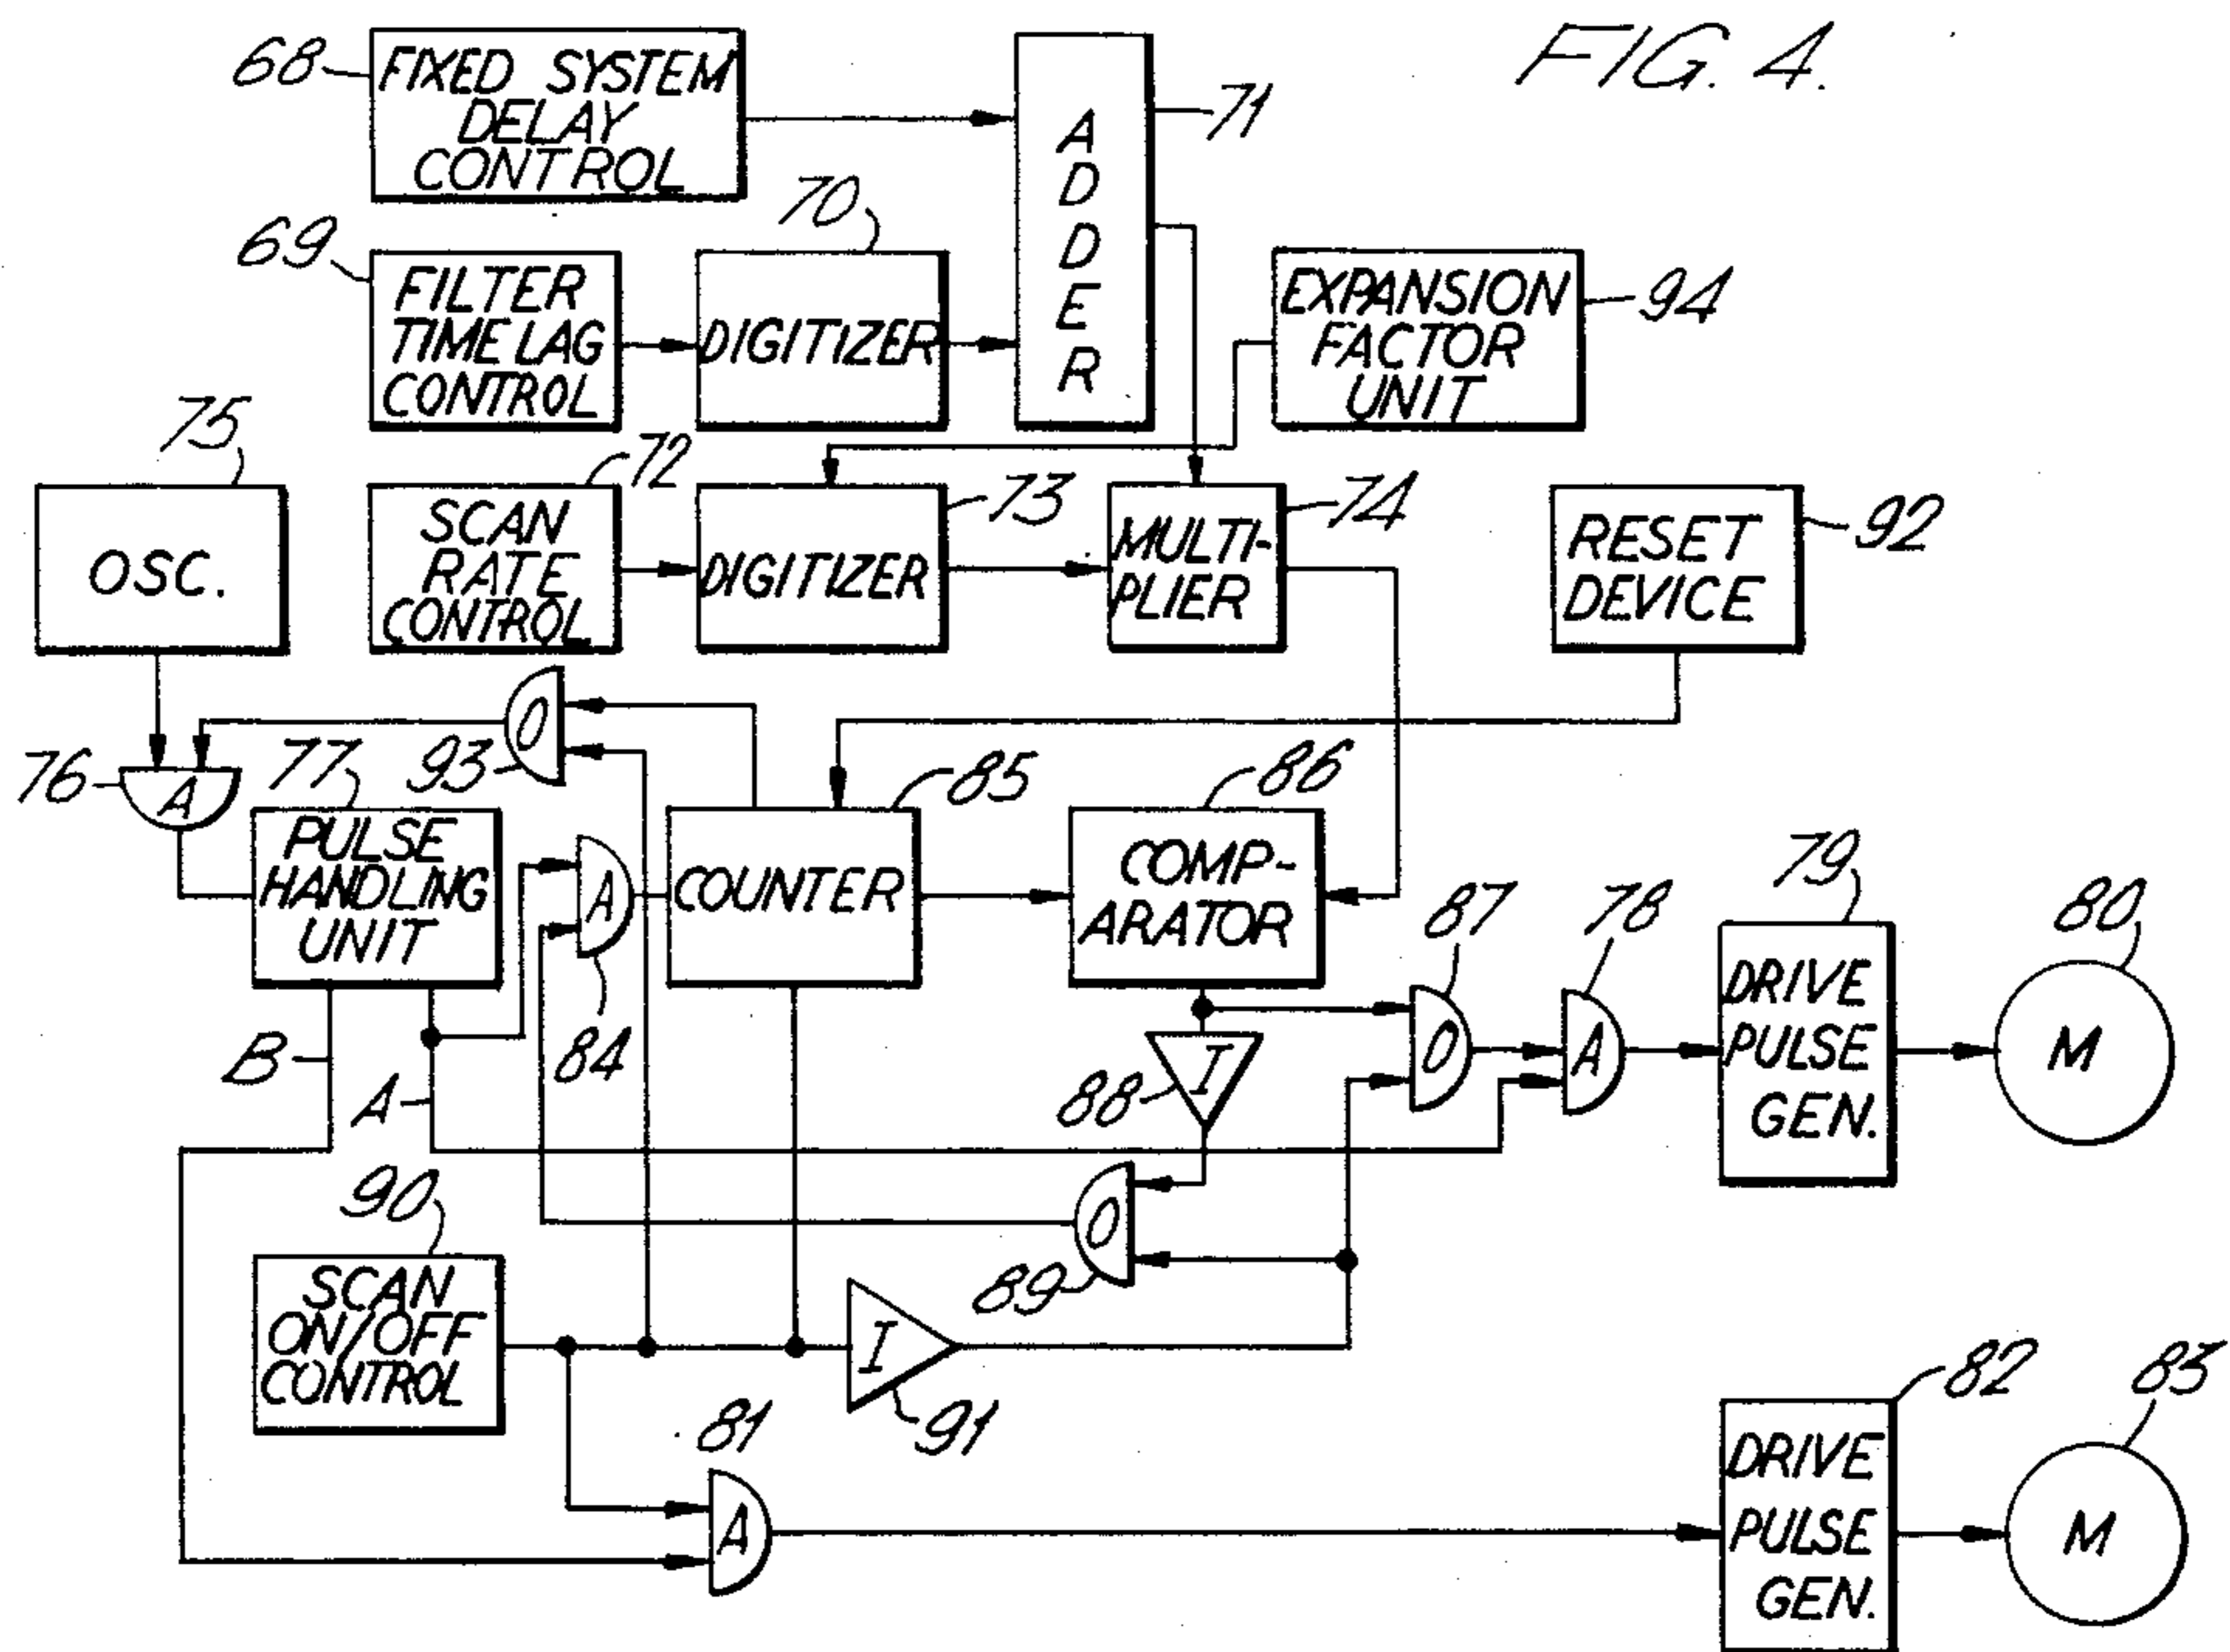 FIG. 4.
68
FIXED SYSTEM
DELAY
CONTROL
A
D
D
E
R
71
69
FILTER
TIME LAG
CONTROL
70
DIGITIZER
EXPANSION
FACTOR
UNIT
94
75
OSC.
72
SCAN
RATE
CONTROL
73
DIGITIZER
74
MULTI-
PLIER
92
RESET
DEVICE
76
A
77
PULSE
HANDLING
UNIT
93
O
A
84
85
COUNTER
86
COMP-
ARATOR
87
O
78
A
79
DRIVE
PULSE
GEN.
80
M
B
A
88
I
89
O
90
SCAN
ON/OFF
CONTROL
I
91
81
A
82
DRIVE
PULSE
GEN.
83
M